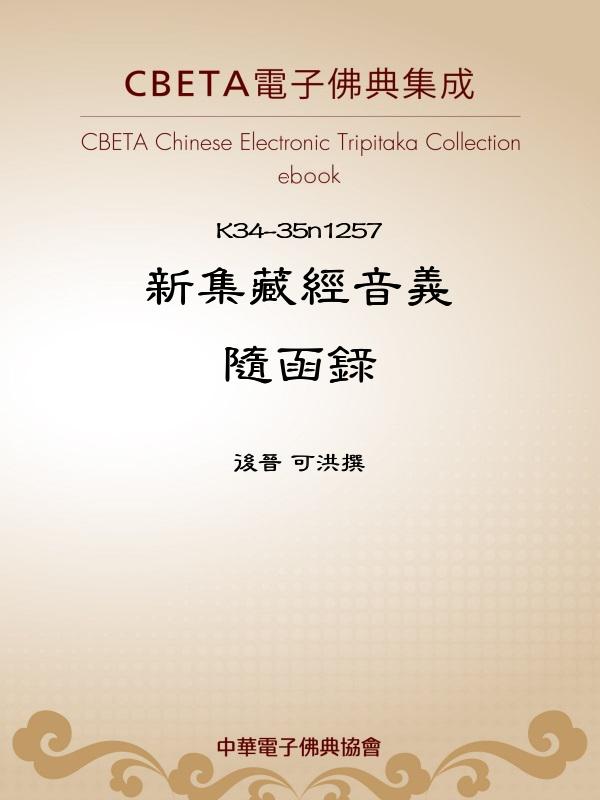 CBETA電子佛典集成
CBETA Chinese Electronic Tripitaka Collection
ebook
K34-35n1257
新集藏經音義
隨函録
後晉 可洪撰
中華電子佛典協會